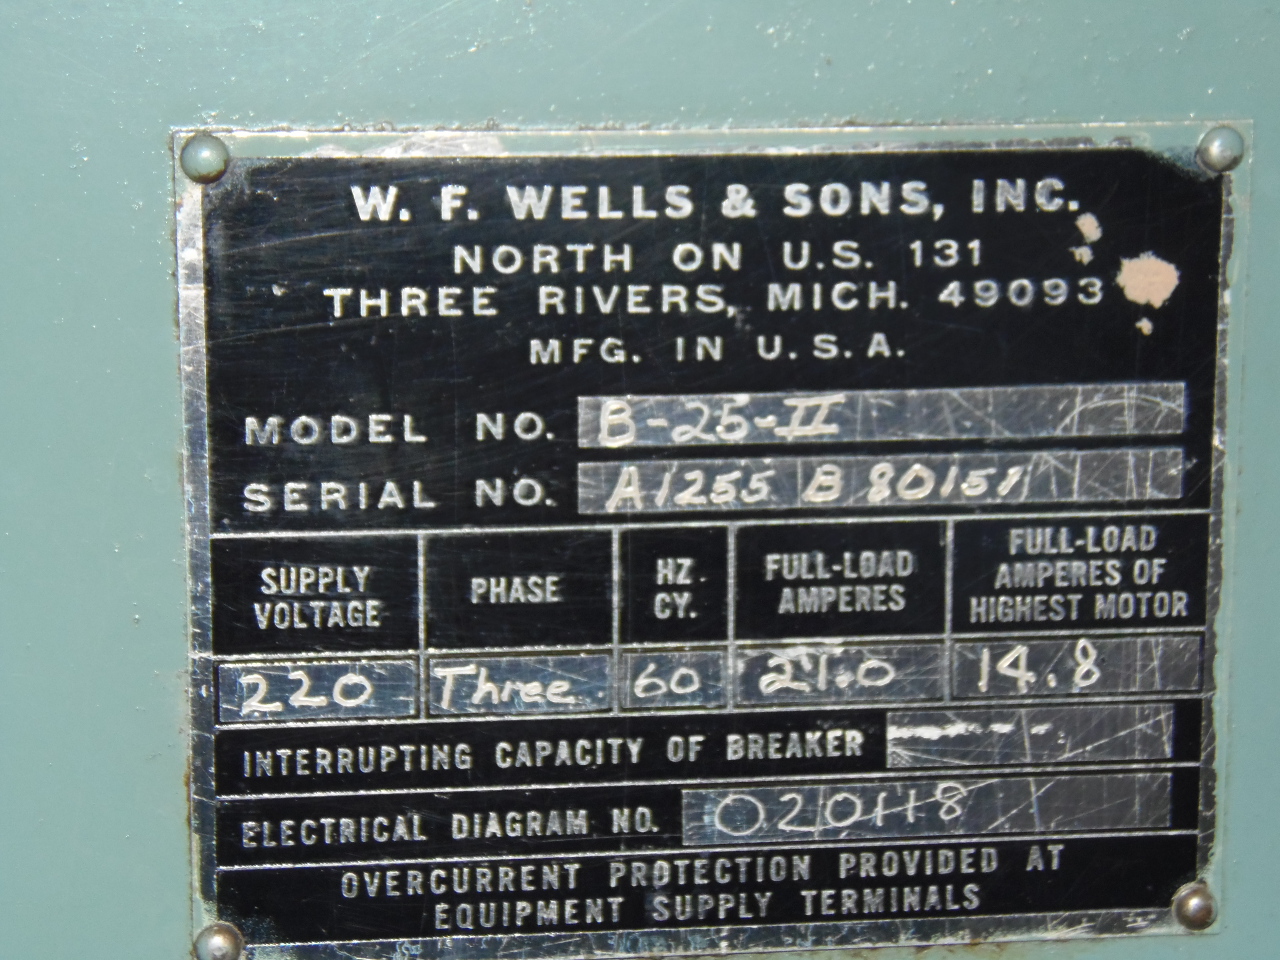 W. F. WELLS & SONS, INC.
NORTH ON U.S. 131
THREE RIVERS, MICH. 49093
MFG. IN U.S.A.
MODEL NO. B-25-II
SERIAL NO. A1255 B 80151
SUPPLY VOLTAGE
PHASE
HZ. CY.
FULL-LOAD AMPERES
FULL-LOAD AMPERES OF HIGHEST MOTOR
220 Three 60 21.0 14.8
INTERRUPTING CAPACITY OF BREAKER -----
ELECTRICAL DIAGRAM NO. 020118
OVERCURRENT PROTECTION PROVIDED AT
EQUIPMENT SUPPLY TERMINALS